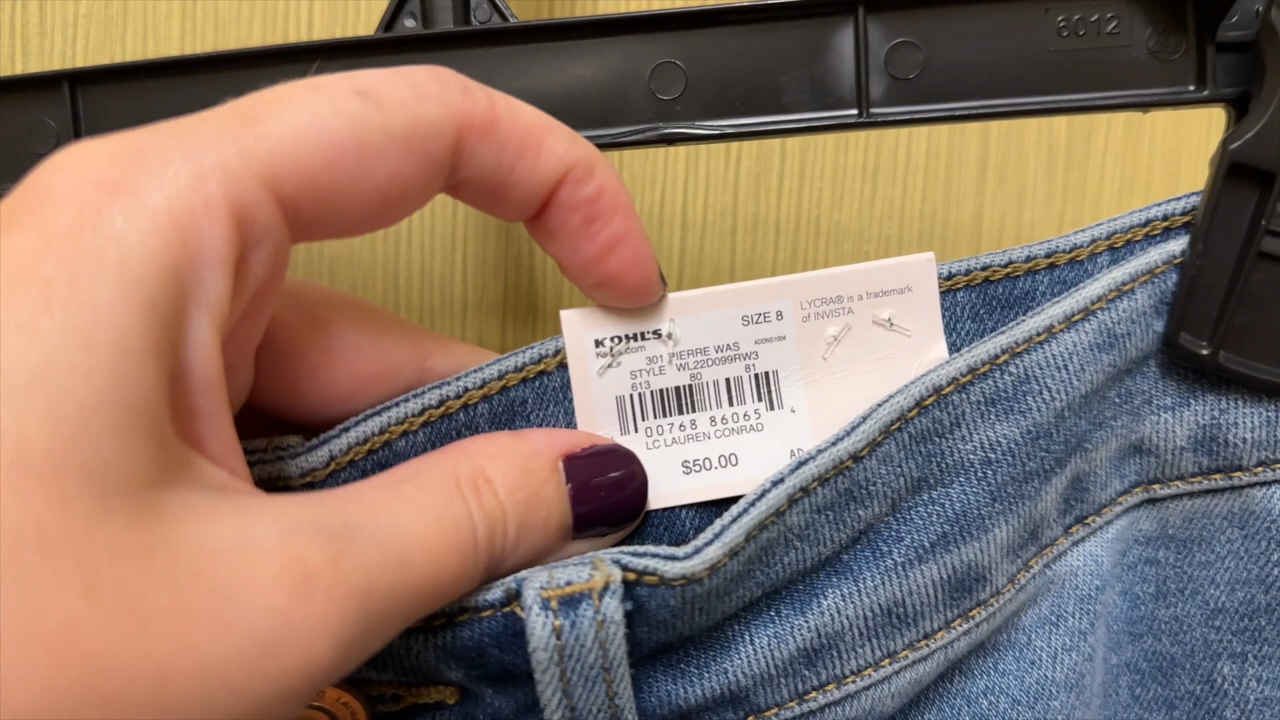 6012
KOHL'S
SIZE 8
Kohls.com
ADDNS1004
301 PIERRE WAS
STYLE WL22D099RW3
613 80 81
00768 86065 4
LC LAUREN CONRAD
$50.00
AD
LYCRA® is a trademark
of INVISTA